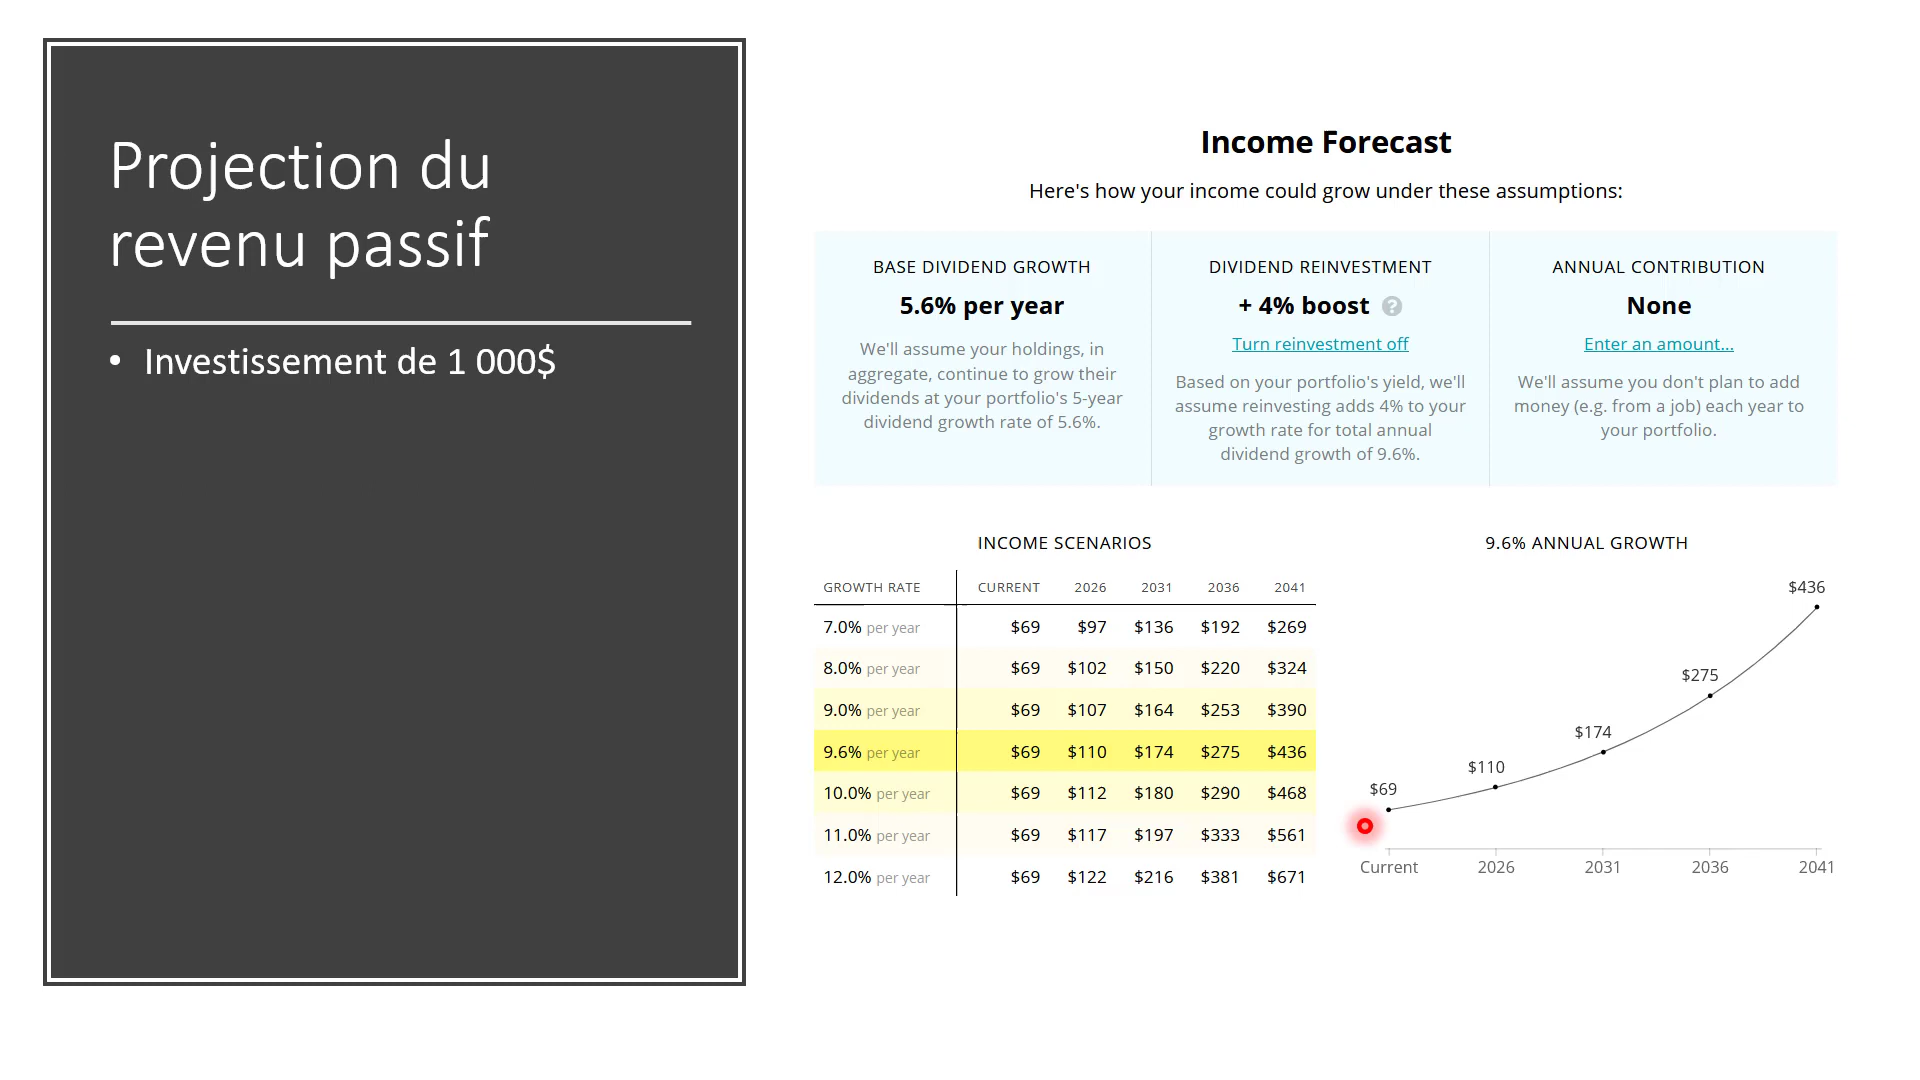 Projection du
revenu passif
• Investissement de 1 000$
Income Forecast
Here's how your income could grow under these assumptions:
BASE DIVIDEND GROWTH
5.6% per year
We'll assume your holdings, in
aggregate, continue to grow their
dividends at your portfolio's 5-year
dividend growth rate of 5.6%.
DIVIDEND REINVESTMENT
+ 4% boost ?
Turn reinvestment off
Based on your portfolio's yield, we'll
assume reinvesting adds 4% to your
growth rate for total annual
dividend growth of 9.6%.
ANNUAL CONTRIBUTION
None
Enter an amount...
We'll assume you don't plan to add
money (e.g. from a job) each year to
your portfolio.
INCOME SCENARIOS
GROWTH RATE CURRENT 2026 2031 2036 2041
7.0% per year $69 $97 $136 $192 $269
8.0% per year $69 $102 $150 $220 $324
9.0% per year $69 $107 $164 $253 $390
9.6% per year $69 $110 $174 $275 $436
10.0% per year $69 $112 $180 $290 $468
11.0% per year $69 $117 $197 $333 $561
12.0% per year $69 $122 $216 $381 $671
9.6% ANNUAL GROWTH
$436
$275
$174
$110
$69
Current 2026 2031 2036 2041